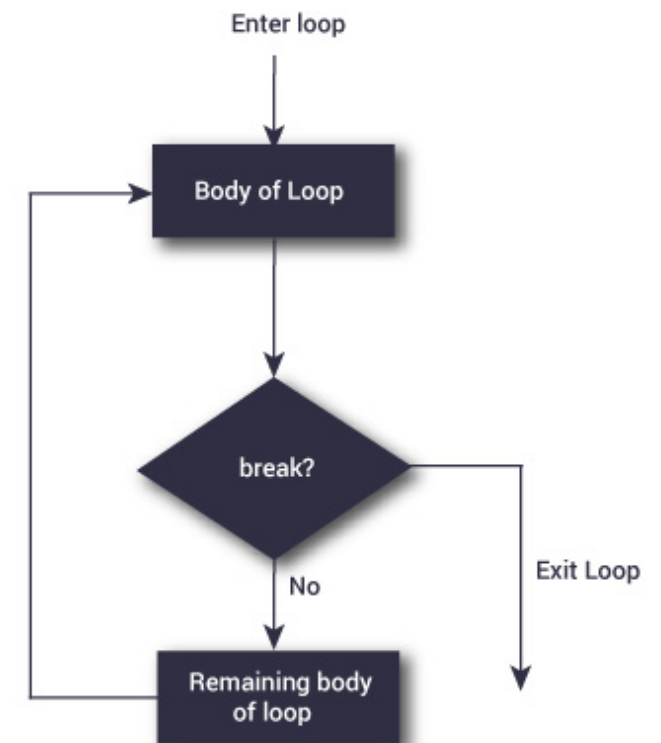 Enter loop
Body of Loop
break?
No
Exit Loop
Remaining body
of loop